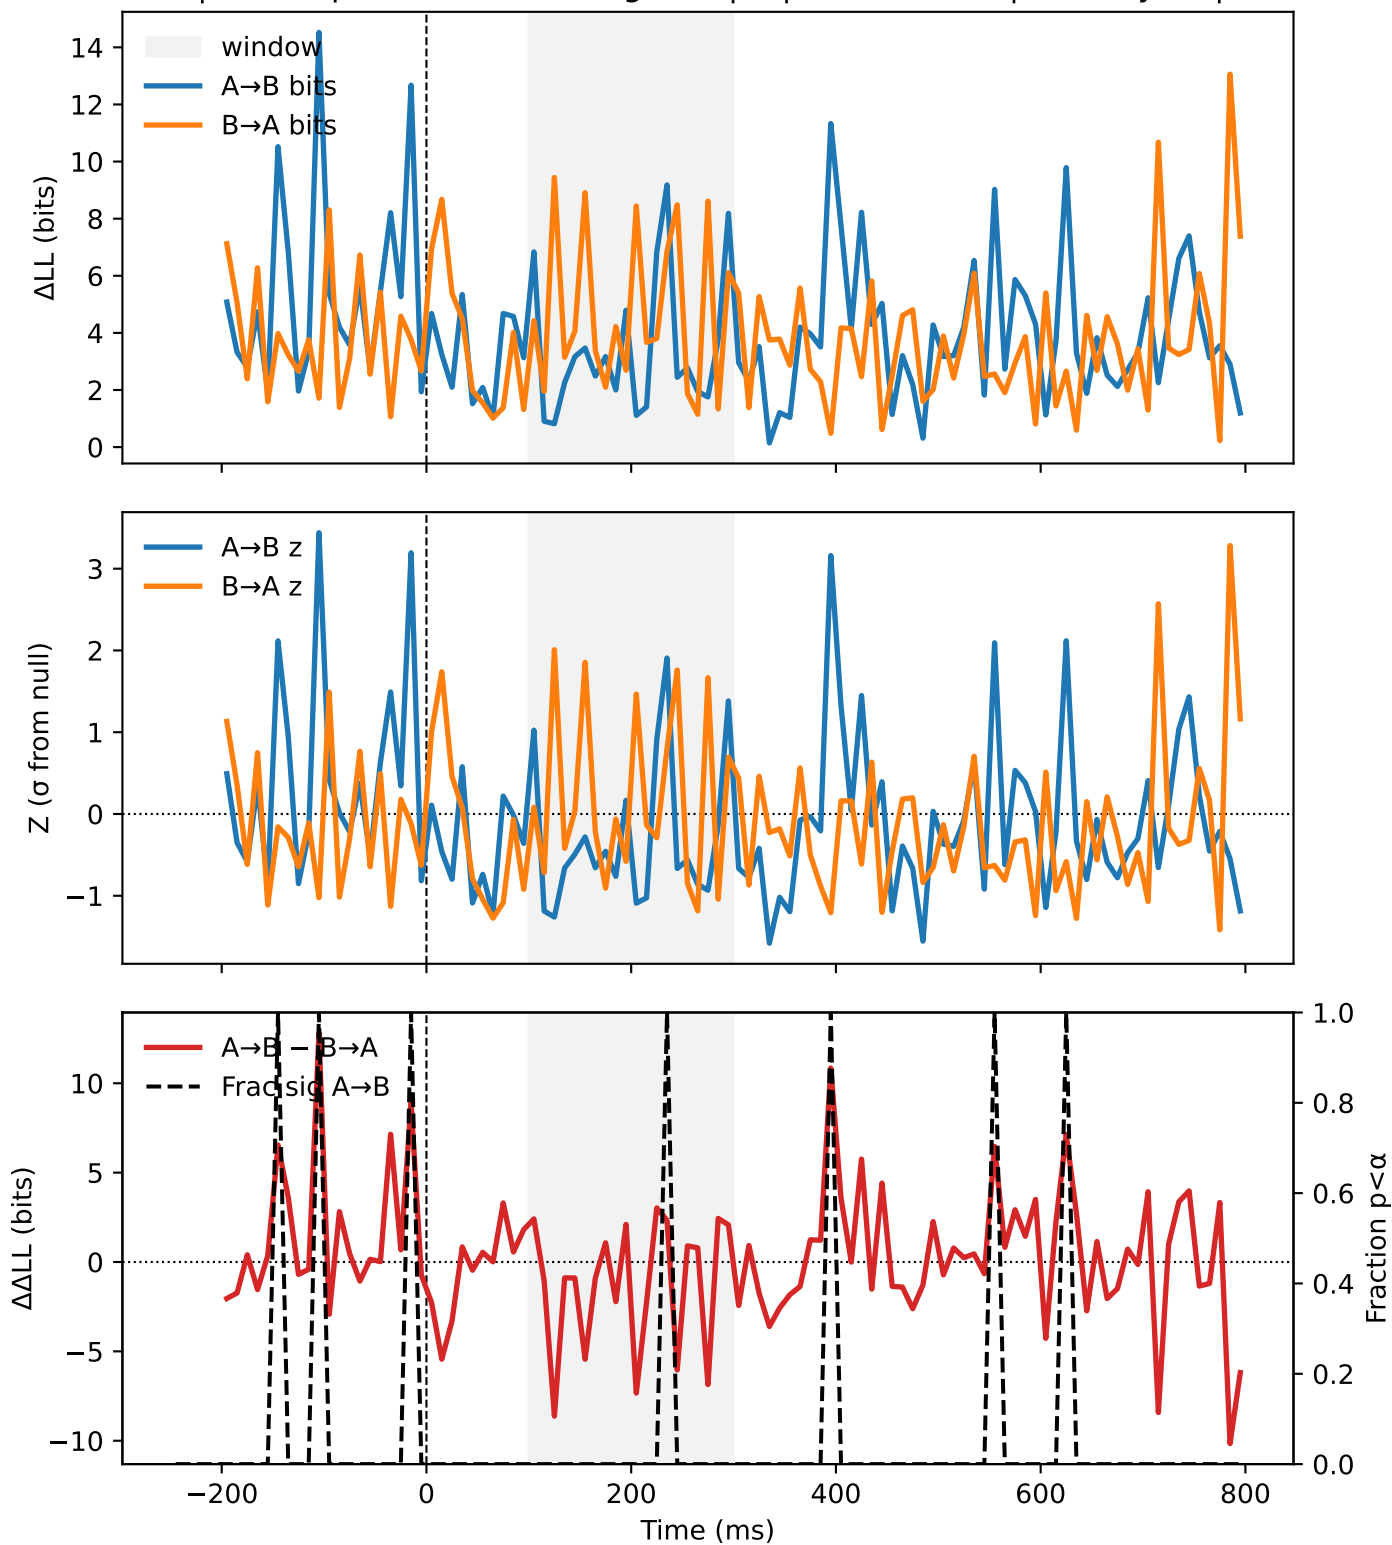 14
12
10
8
6
4
2
0
ΔLL (bits)
window
A→B bits
B→A bits
3
2
1
0
−1
Z (σ from null)
A→B z
B→A z
10
5
0
−5
−10
ΔΔLL (bits)
A→B − B→A
Frac sig A→B
1.0
0.8
0.6
0.4
0.2
0.0
Fraction p<α
−200 0 200 400 600 800
Time (ms)